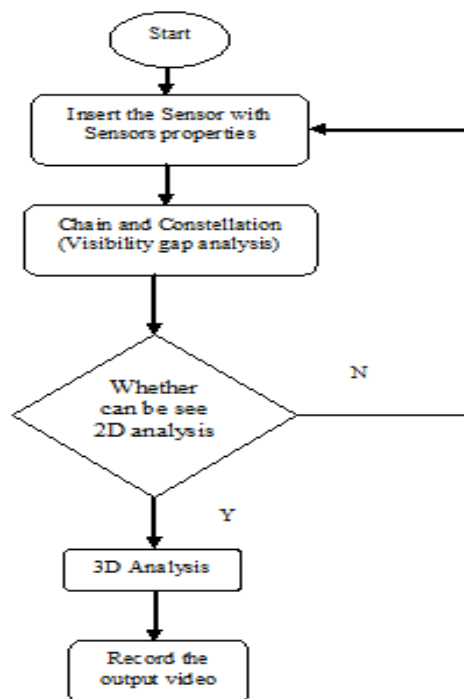 Start
Insert the Sensor with
Sensors properties
Chain and Constellation
(Visibility gap analysis)
Whether
can be see
2D analysis
N
Y
3D Analysis
Record the
output video